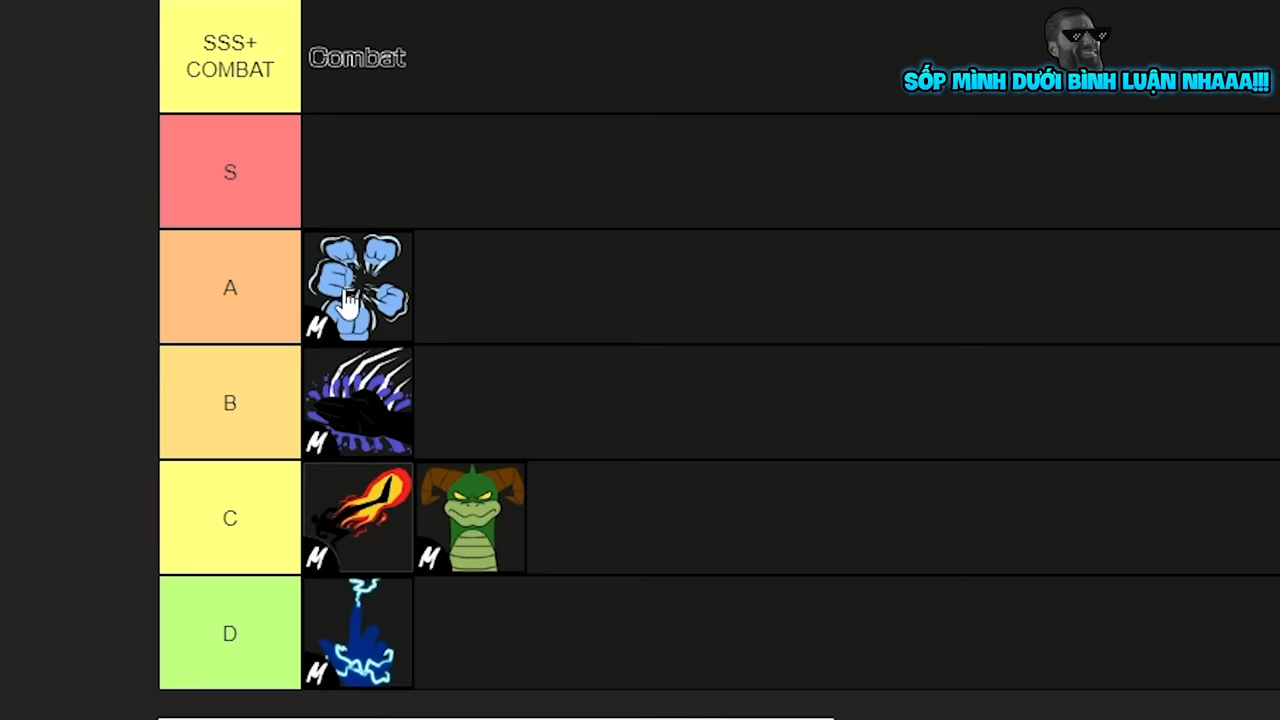 SSS+
COMBAT
Combat
SỐP MÌNH DƯỚI BÌNH LUẬN NHAAA!!!
S
A
M
B
M
C
M
M
D
M